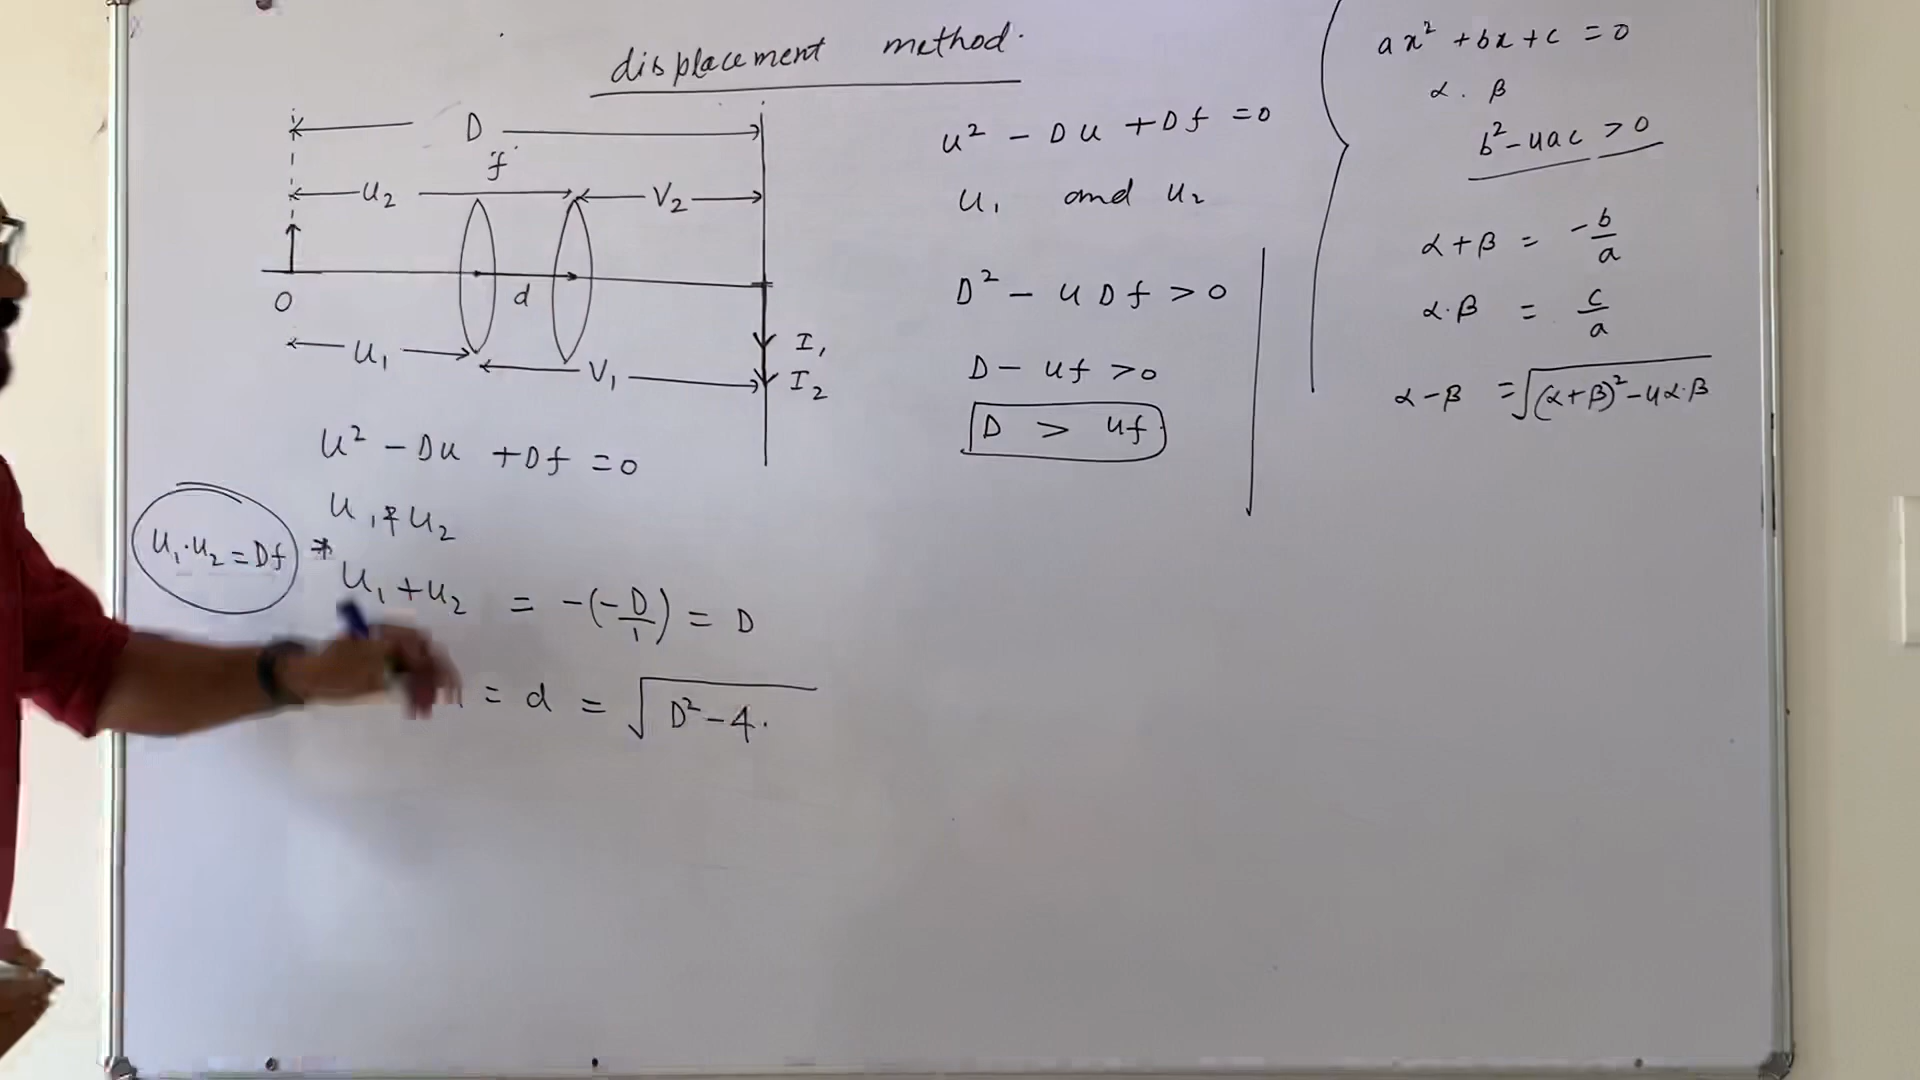 displacement method.
D
f
U2 V2
d
O
U1 V1
I1
I2
U² - DU + Df = 0
U1 & U2
U1·U2 = Df
* U1 + U2 = -(-D/1) = D
= d = √D² - 4·
U² - DU + Df = 0
U1 and U2
D² - 4Df > 0
D - 4f > 0
D > 4f
ax² + bx + c = 0
α . β
b² - 4ac > 0
α + β = -b/a
α·β = c/a
α - β = √(α+β)² - 4α·β